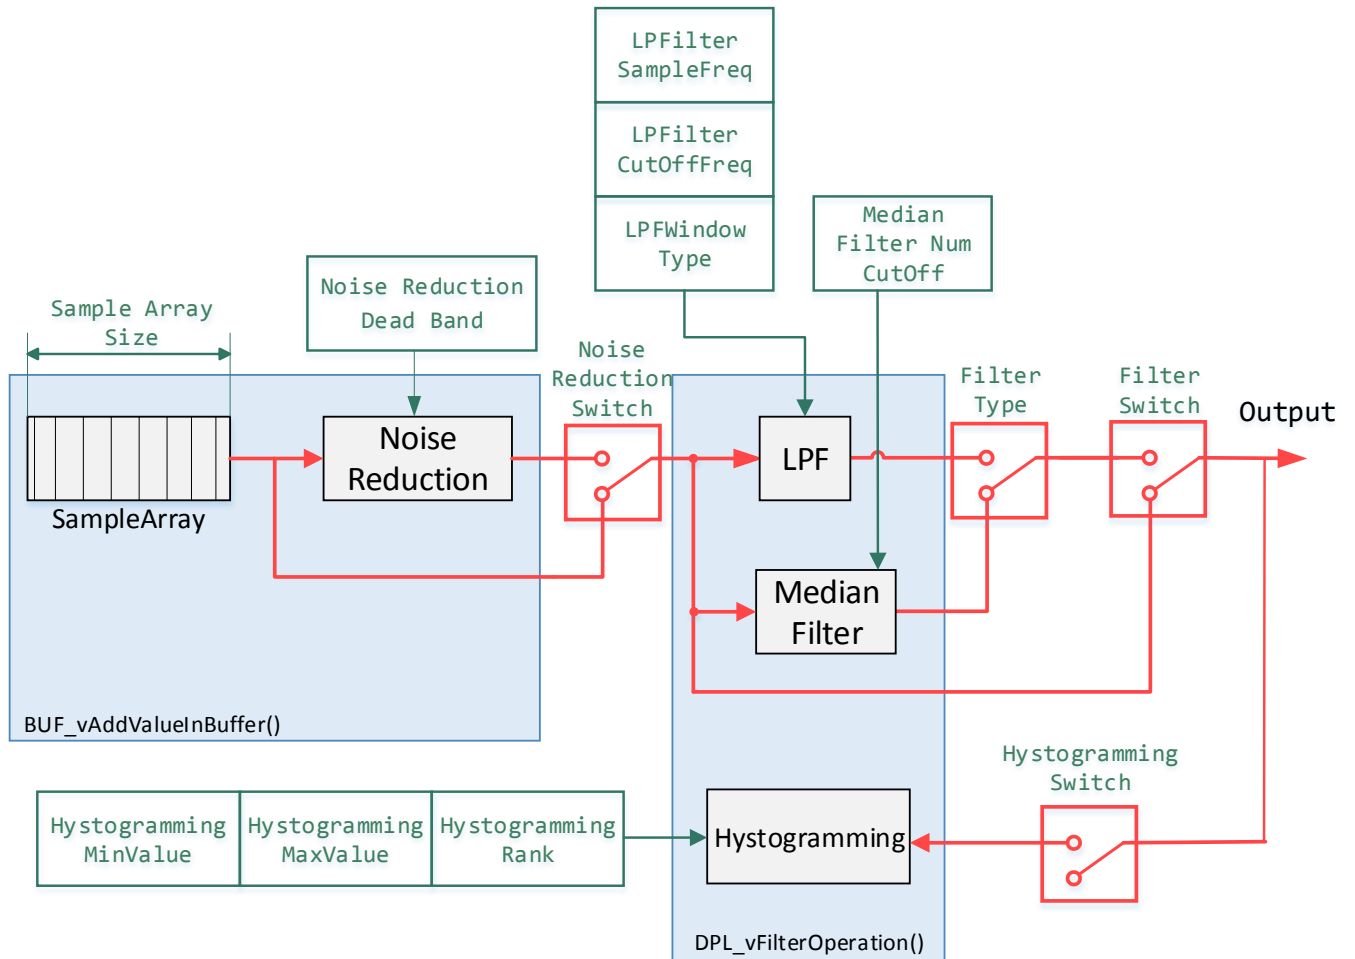 LPFilter
SampleFreq
LPFilter
CutOffFreq
LPFWindow
Type
Median
Filter Num
CutOff
Noise Reduction
Dead Band
Sample Array
Size
Noise
Reduction
Switch
Filter
Type
Filter
Switch
Output
Noise
Reduction
LPF
SampleArray
Median
Filter
BUF_vAddValueInBuffer()
Hystogramming
Switch
Hystogramming
MinValue
Hystogramming
MaxValue
Hystogramming
Rank
Hystogramming
DPL_vFilterOperation()